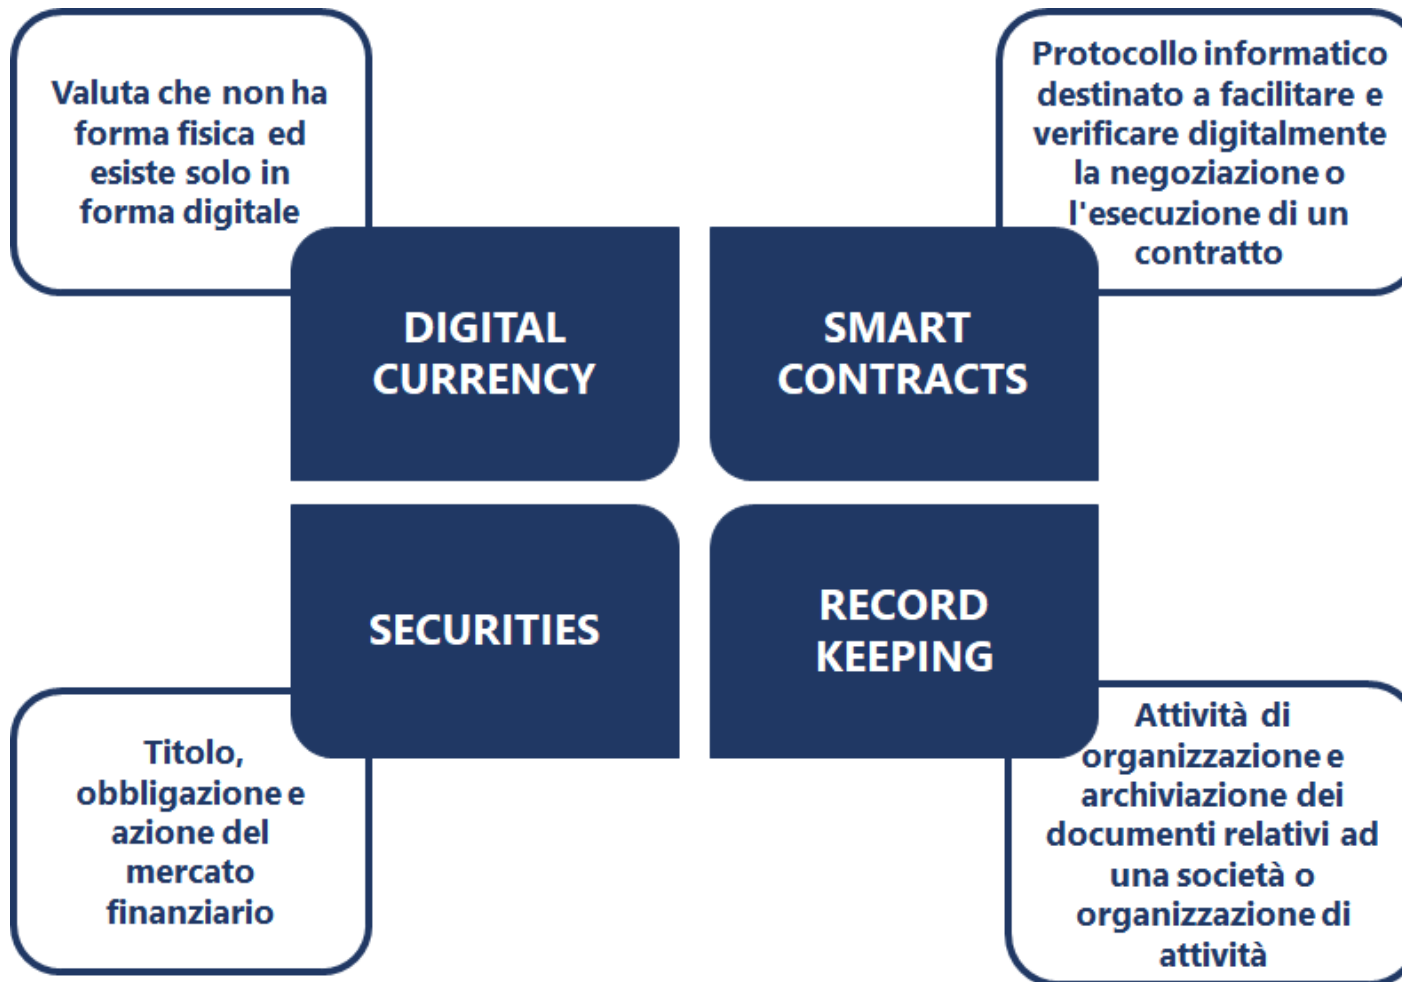 Valuta che non ha
forma fisica ed
esiste solo in
forma digitale
Protocollo informatico
destinato a facilitare e
verificare digitalmente
la negoziazione o
l'esecuzione di un
contratto
DIGITAL
CURRENCY
SMART
CONTRACTS
SECURITIES
RECORD
KEEPING
Titolo,
obbligazione e
azione del
mercato
finanziario
Attività di
organizzazione e
archiviazione dei
documenti relativi ad
una società o
organizzazione di
attività